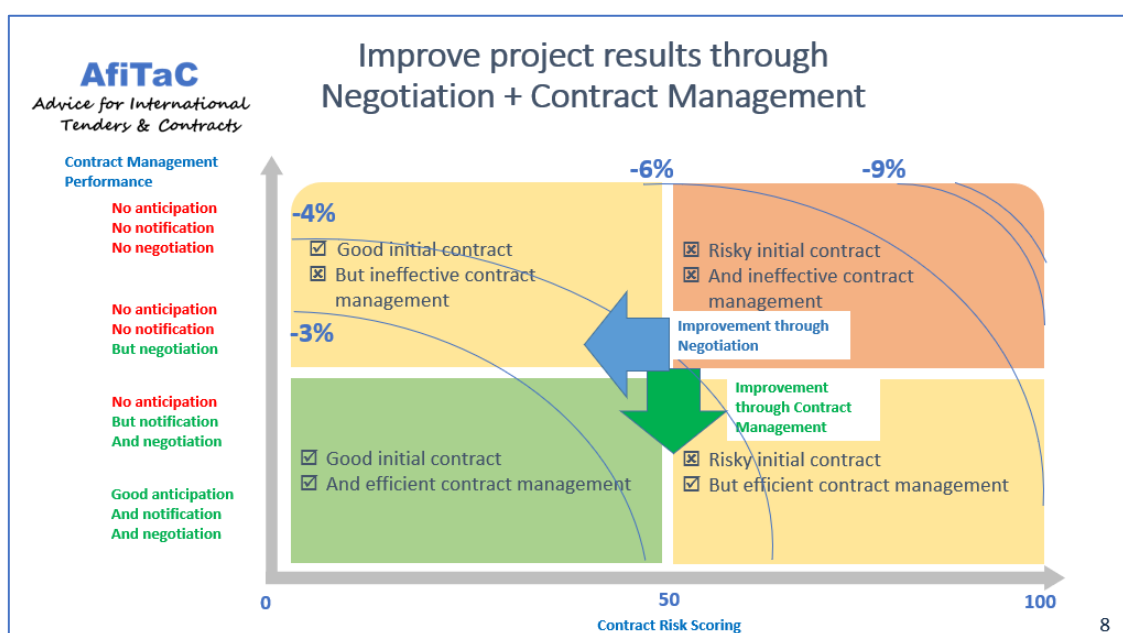 AfiTaC
Advice for International
Tenders & Contracts
Improve project results through
Negotiation + Contract Management
Contract Management
Performance
No anticipation
No notification
No negotiation
No anticipation
No notification
But negotiation
No anticipation
But notification
And negotiation
Good anticipation
And notification
And negotiation
-6%
-9%
-4%
☑ Good initial contract
☒ But ineffective contract
management
-3%
☒ Risky initial contract
☒ And ineffective contract
management
Improvement through
Negotiation
Improvement
through Contract
Management
☑ Good initial contract
☑ And efficient contract management
☒ Risky initial contract
☑ But efficient contract management
0
50
100
Contract Risk Scoring
8